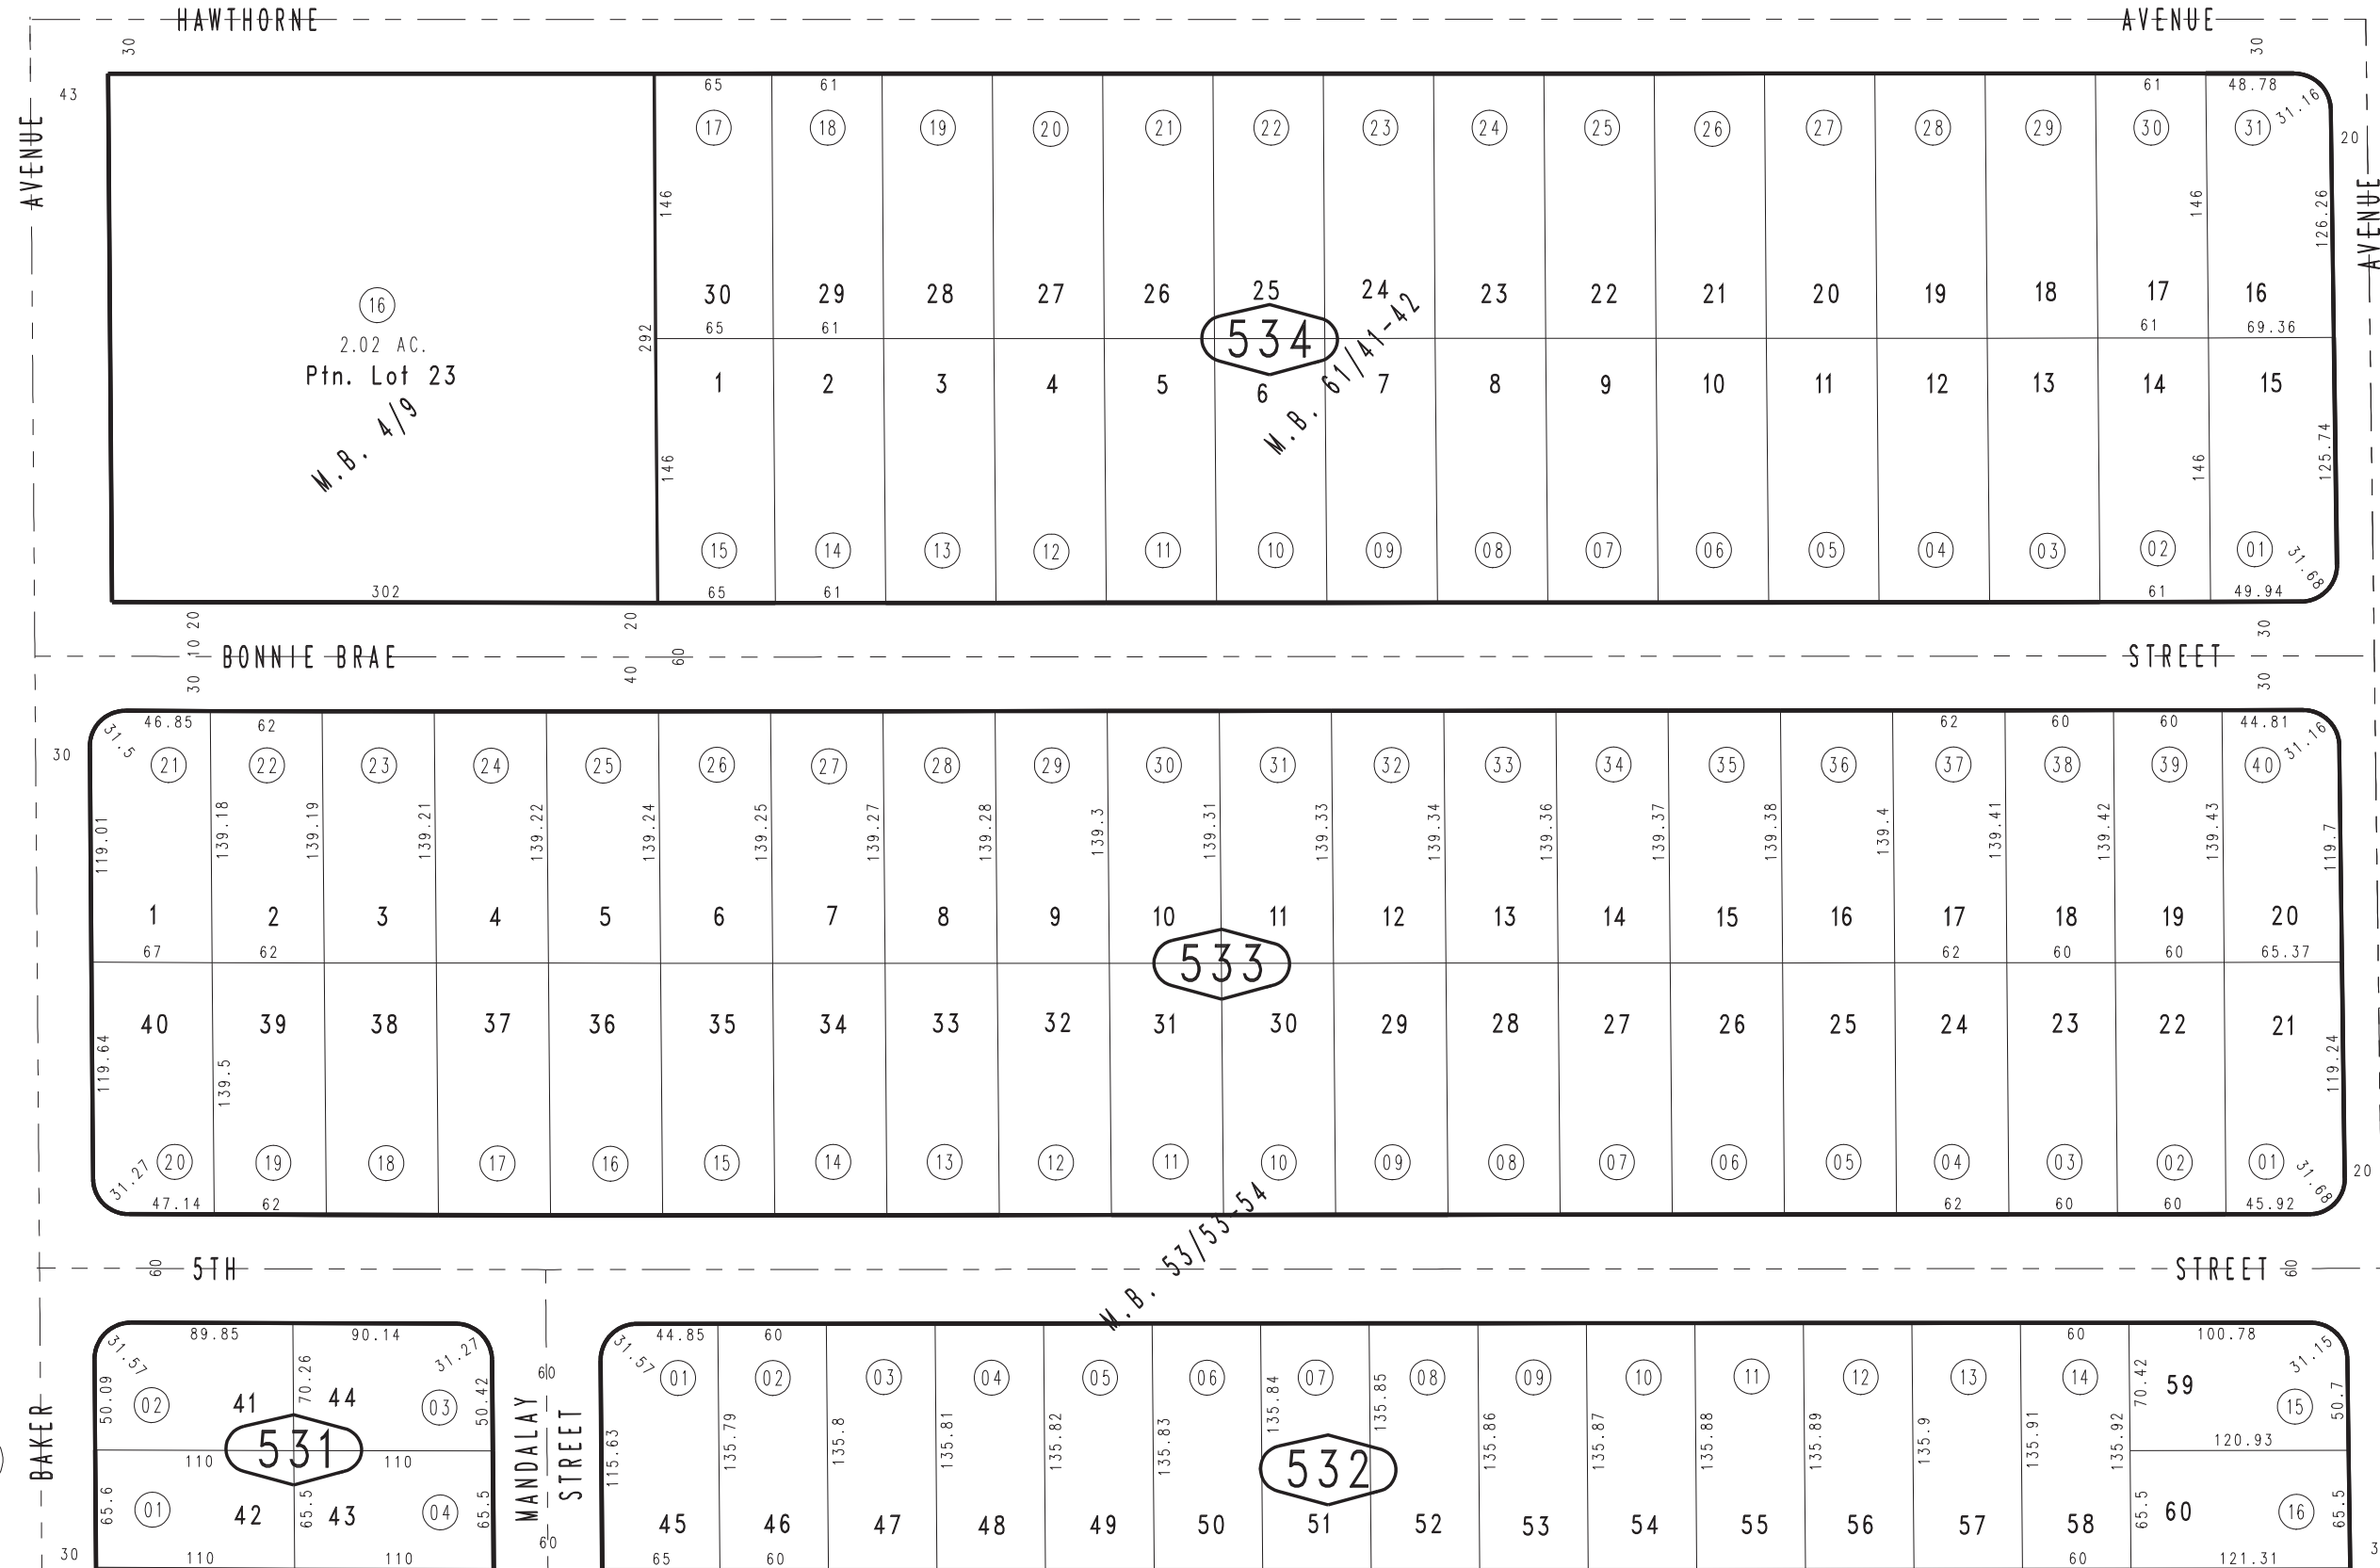 HAWTHORNE AVENUE
30 30
43 AVENUE
65 61 61 48.78 31.16
17 18 19 20 21 22 23 24 25 26 27 28 29 30 31
20
AVENUE
146 146 126.26
30 29 28 27 26 25 24 23 22 21 20 19 18 17 16
16
2.02 AC.
Ptn. Lot 23
M.B. 4/9
292
65 61 61 69.36
534
M.B. 61/41-42
1 2 3 4 5 6 7 8 9 10 11 12 13 14 15
146 146 125.74
15 14 13 12 11 10 09 08 07 06 05 04 03 02 01
31.68
302 65 61 61 49.94
20 20 30
10 60
BONNIE BRAE STREET
30 40 30
31.5 46.85 62 62 60 60 44.81 31.16
30
21 22 23 24 25 26 27 28 29 30 31 32 33 34 35 36 37 38 39 40
119.01 139.18 139.19 139.21 139.22 139.24 139.25 139.27 139.28 139.3 139.31 139.33 139.34 139.36 139.37 139.38 139.4 139.41 139.42 139.43 119.7
1 2 3 4 5 6 7 8 9 10 11 12 13 14 15 16 17 18 19 20
67 62 62 60 60 65.37
533
40 39 38 37 36 35 34 33 32 31 30 29 28 27 26 25 24 23 22 21
119.64 139.5 119.24
20 19 18 17 16 15 14 13 12 11 10 09 08 07 06 05 04 03 02 01
20
31.27 47.14 62 62 60 60 45.92 31.68
M.B. 53/53-54
60 5TH STREET 60
31.57 89.85 90.14 31.27
31.57 44.85 60 60 100.78 31.15
50.09 02 41 70.26 44 03 50.42
531
110 110
65.6 01 42 65.5 43 04 65.5
110 110
BAKER
30
60
MANDALAY
STREET
60
01 02 03 04 05 06 07 08 09 10 11 12 13 14
115.63 135.79 135.8 135.81 135.82 135.83 135.84 135.85 135.86 135.87 135.88 135.89 135.9 135.91 135.92
70.42 59 15 50.7
120.93
532
45 46 47 48 49 50 51 52 53 54 55 56 57 58
65.5 60 16 65.5
65 60 60 121.31